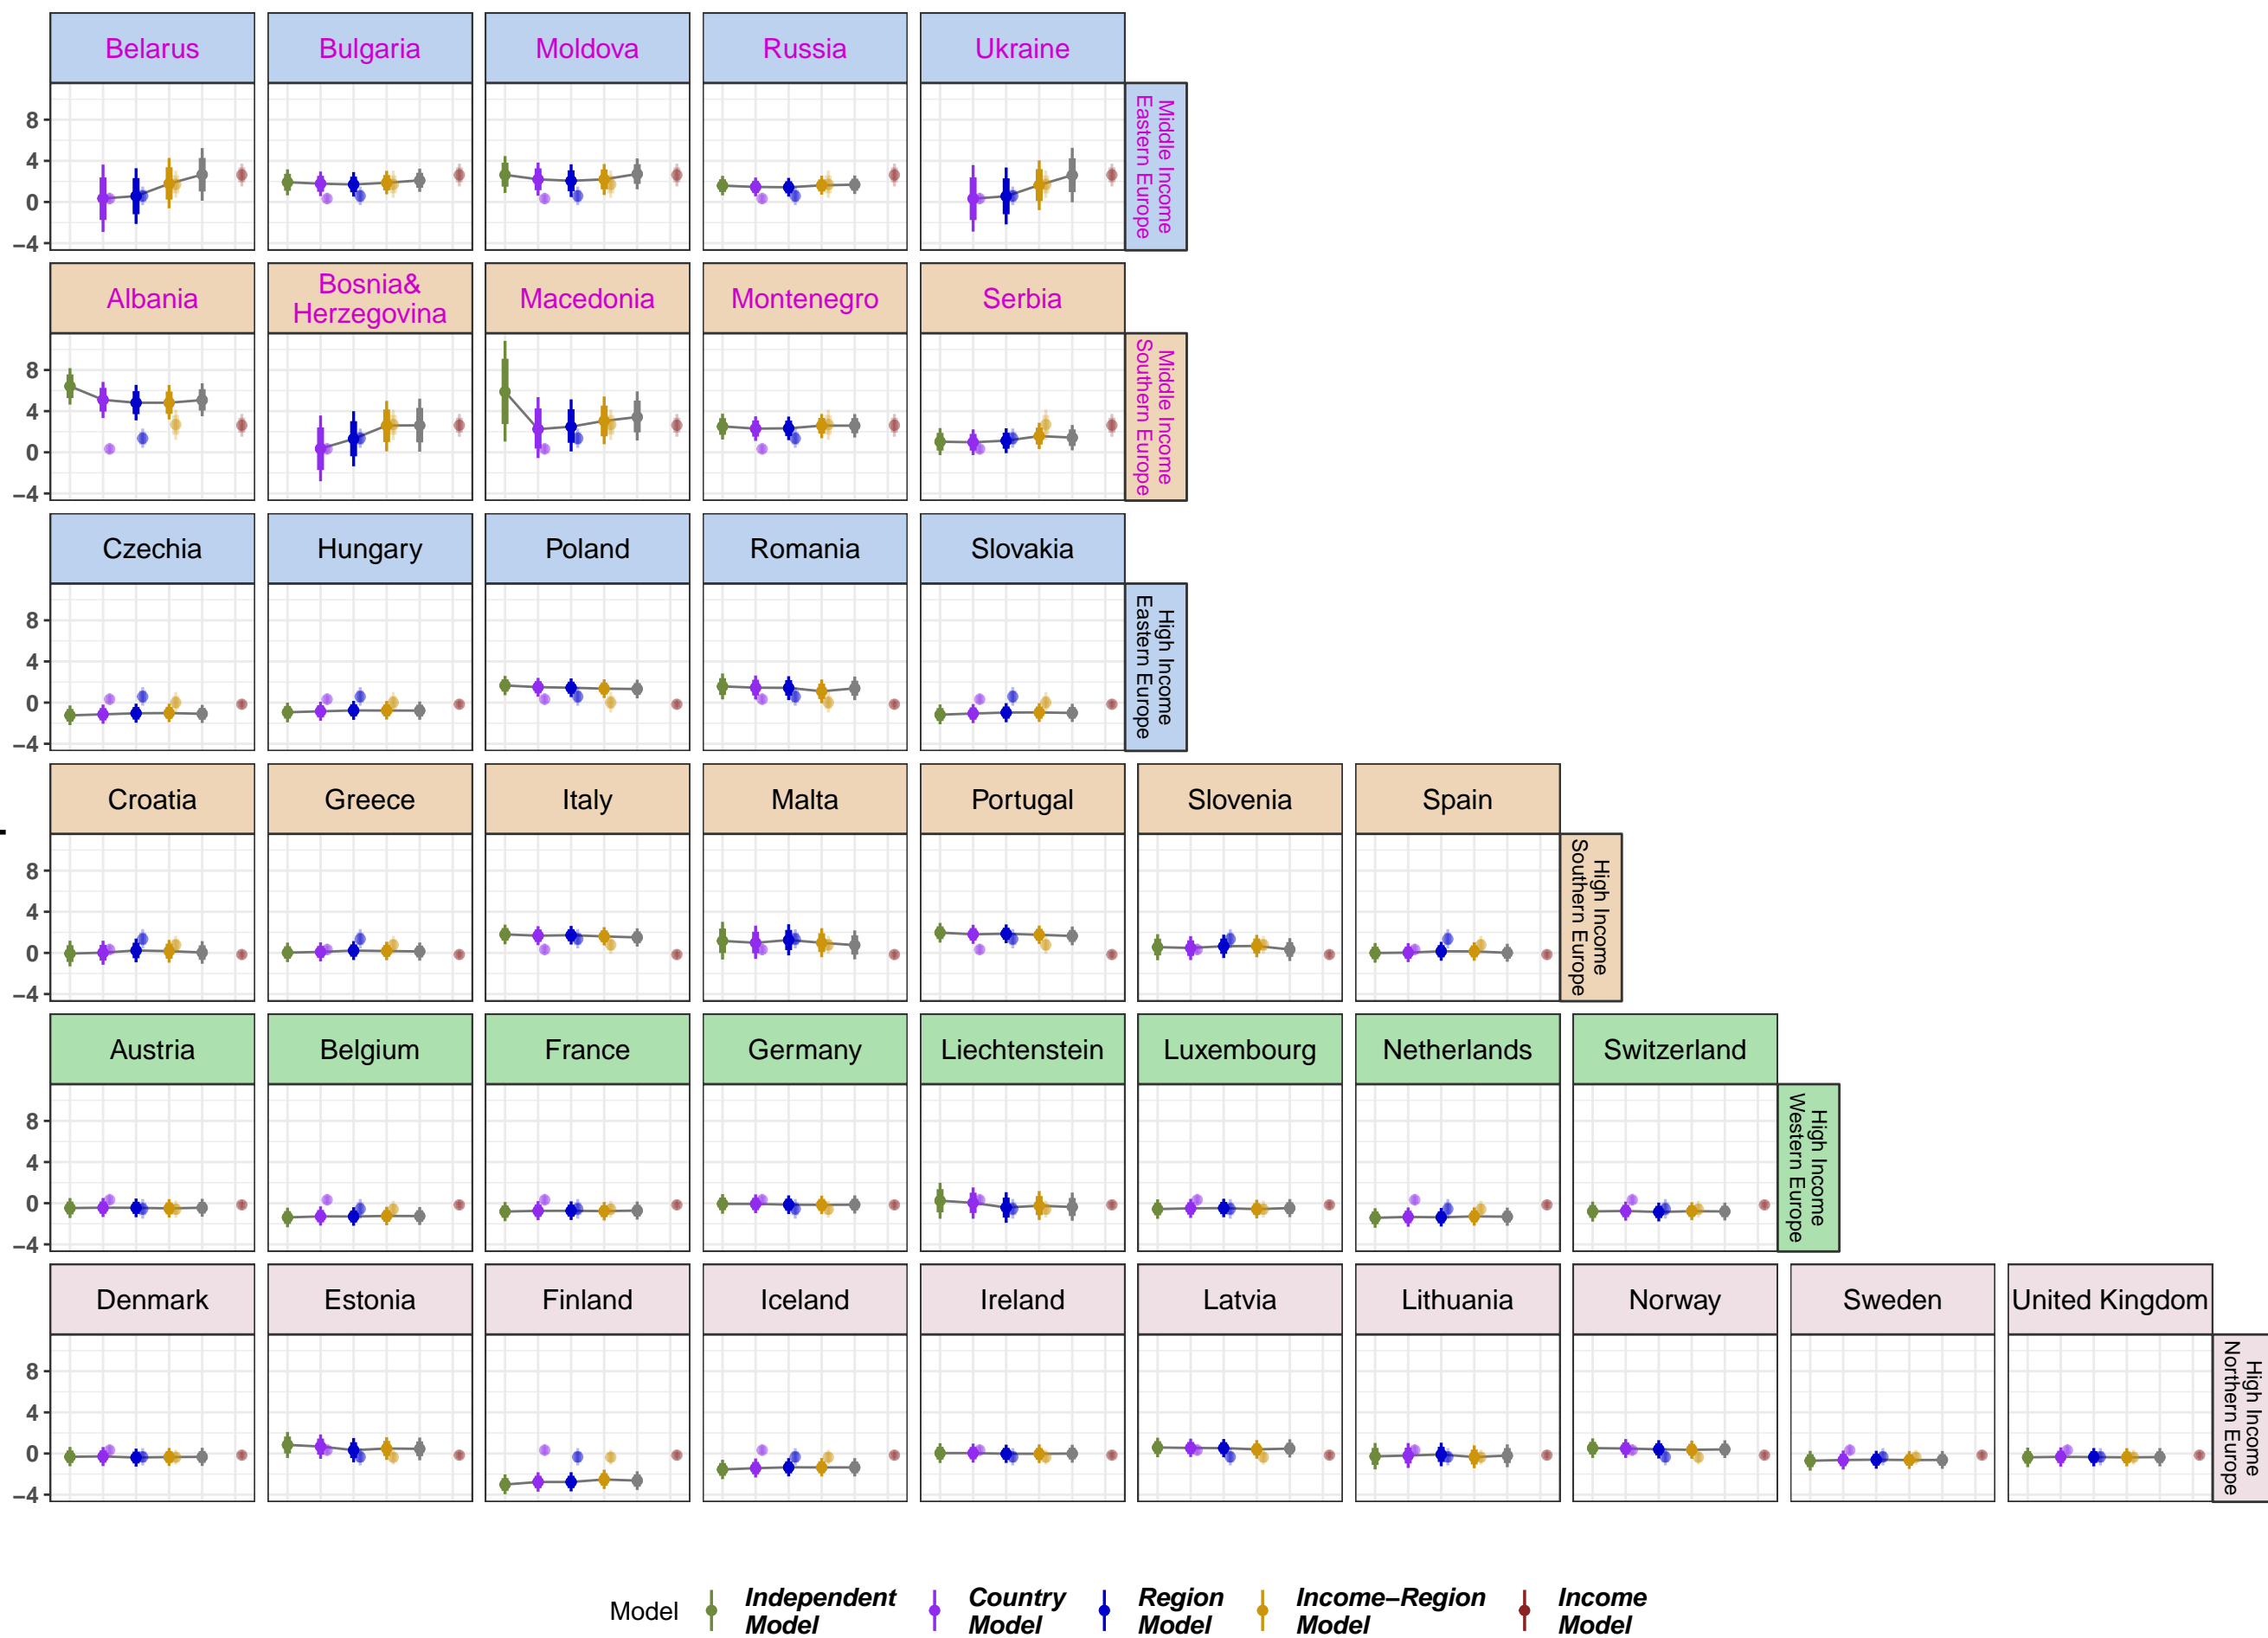 Belarus
Bulgaria
Moldova
Russia
Ukraine
8
4
0
−4
Middle Income
Eastern Europe
Albania
Bosnia&
Herzegovina
Macedonia
Montenegro
Serbia
8
4
0
−4
Middle Income
Southern Europe
Czechia
Hungary
Poland
Romania
Slovakia
8
4
0
−4
High Income
Eastern Europe
Croatia
Greece
Italy
Malta
Portugal
Slovenia
Spain
8
4
0
−4
High Income
Southern Europe
Austria
Belgium
France
Germany
Liechtenstein
Luxembourg
Netherlands
Switzerland
8
4
0
−4
High Income
Western Europe
Denmark
Estonia
Finland
Iceland
Ireland
Latvia
Lithuania
Norway
Sweden
United Kingdom
8
4
0
−4
High Income
Northern Europe
Model
Independent
Model
Country
Model
Region
Model
Income−Region
Model
Income
Model